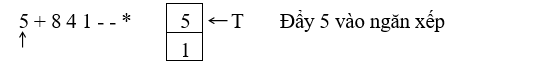 5 + 8 4 1 - - * 5 ← T Đẩy 5 vào ngăn xếp
↑ 1